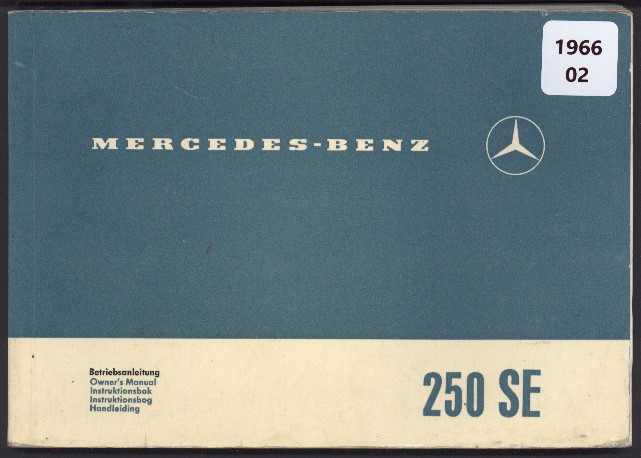 1966
02
MERCEDES-BENZ
Betriebsanleitung
Owner's Manual
Instruktionsbok
Instruktionsbog
Handleiding
250 SE